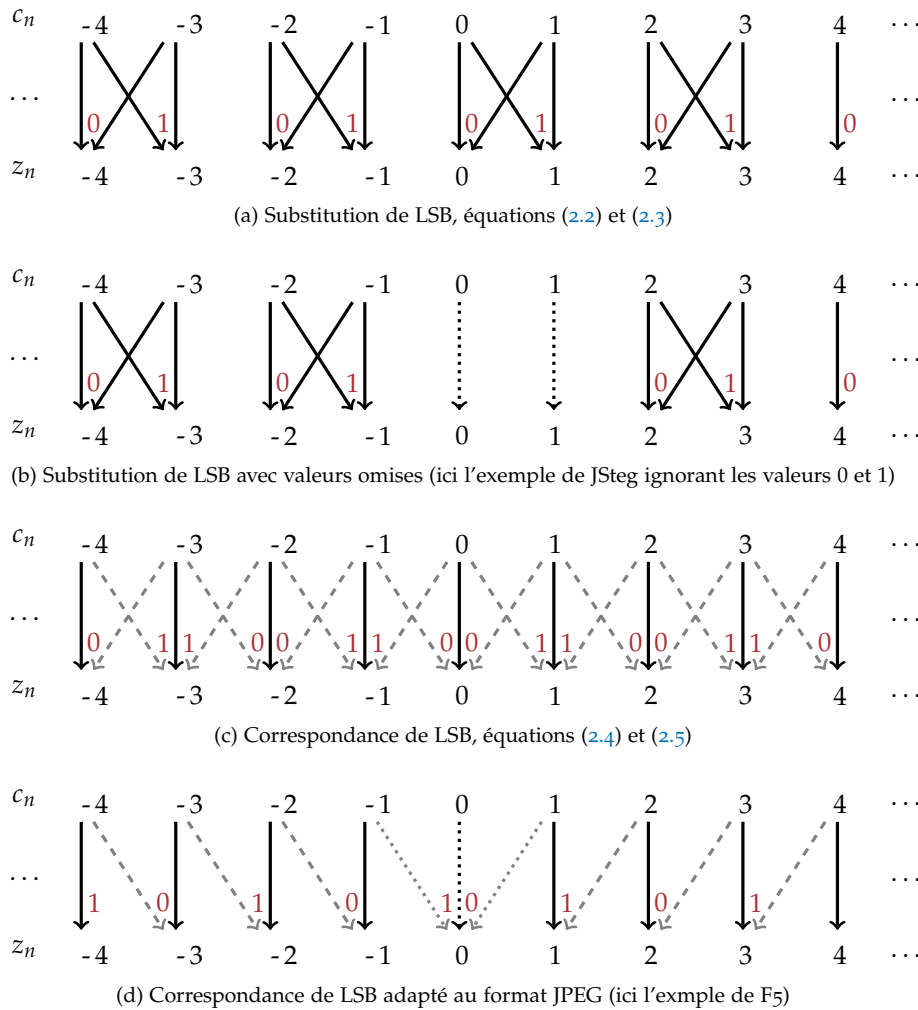 cₙ -4 -3 -2 -1 0 1 2 3 4 ...
... 0 1 0 1 0 1 0 1 0 ...
zₙ -4 -3 -2 -1 0 1 2 3 4 ...
(a) Substitution de LSB, équations (2.2) et (2.3)
cₙ -4 -3 -2 -1 0 1 2 3 4 ...
... 0 1 0 1 0 1 0 ...
zₙ -4 -3 -2 -1 0 1 2 3 4 ...
(b) Substitution de LSB avec valeurs omises (ici l'exemple de JSteg ignorant les valeurs 0 et 1)
cₙ -4 -3 -2 -1 0 1 2 3 4 ...
... 0 1 1 0 0 1 1 0 0 1 1 0 0 1 1 0 ...
zₙ -4 -3 -2 -1 0 1 2 3 4 ...
(c) Correspondance de LSB, équations (2.4) et (2.5)
cₙ -4 -3 -2 -1 0 1 2 3 4 ...
... 1 0 1 0 1 0 1 0 1 ...
zₙ -4 -3 -2 -1 0 1 2 3 4 ...
(d) Correspondance de LSB adapté au format JPEG (ici l'exmple de F5)